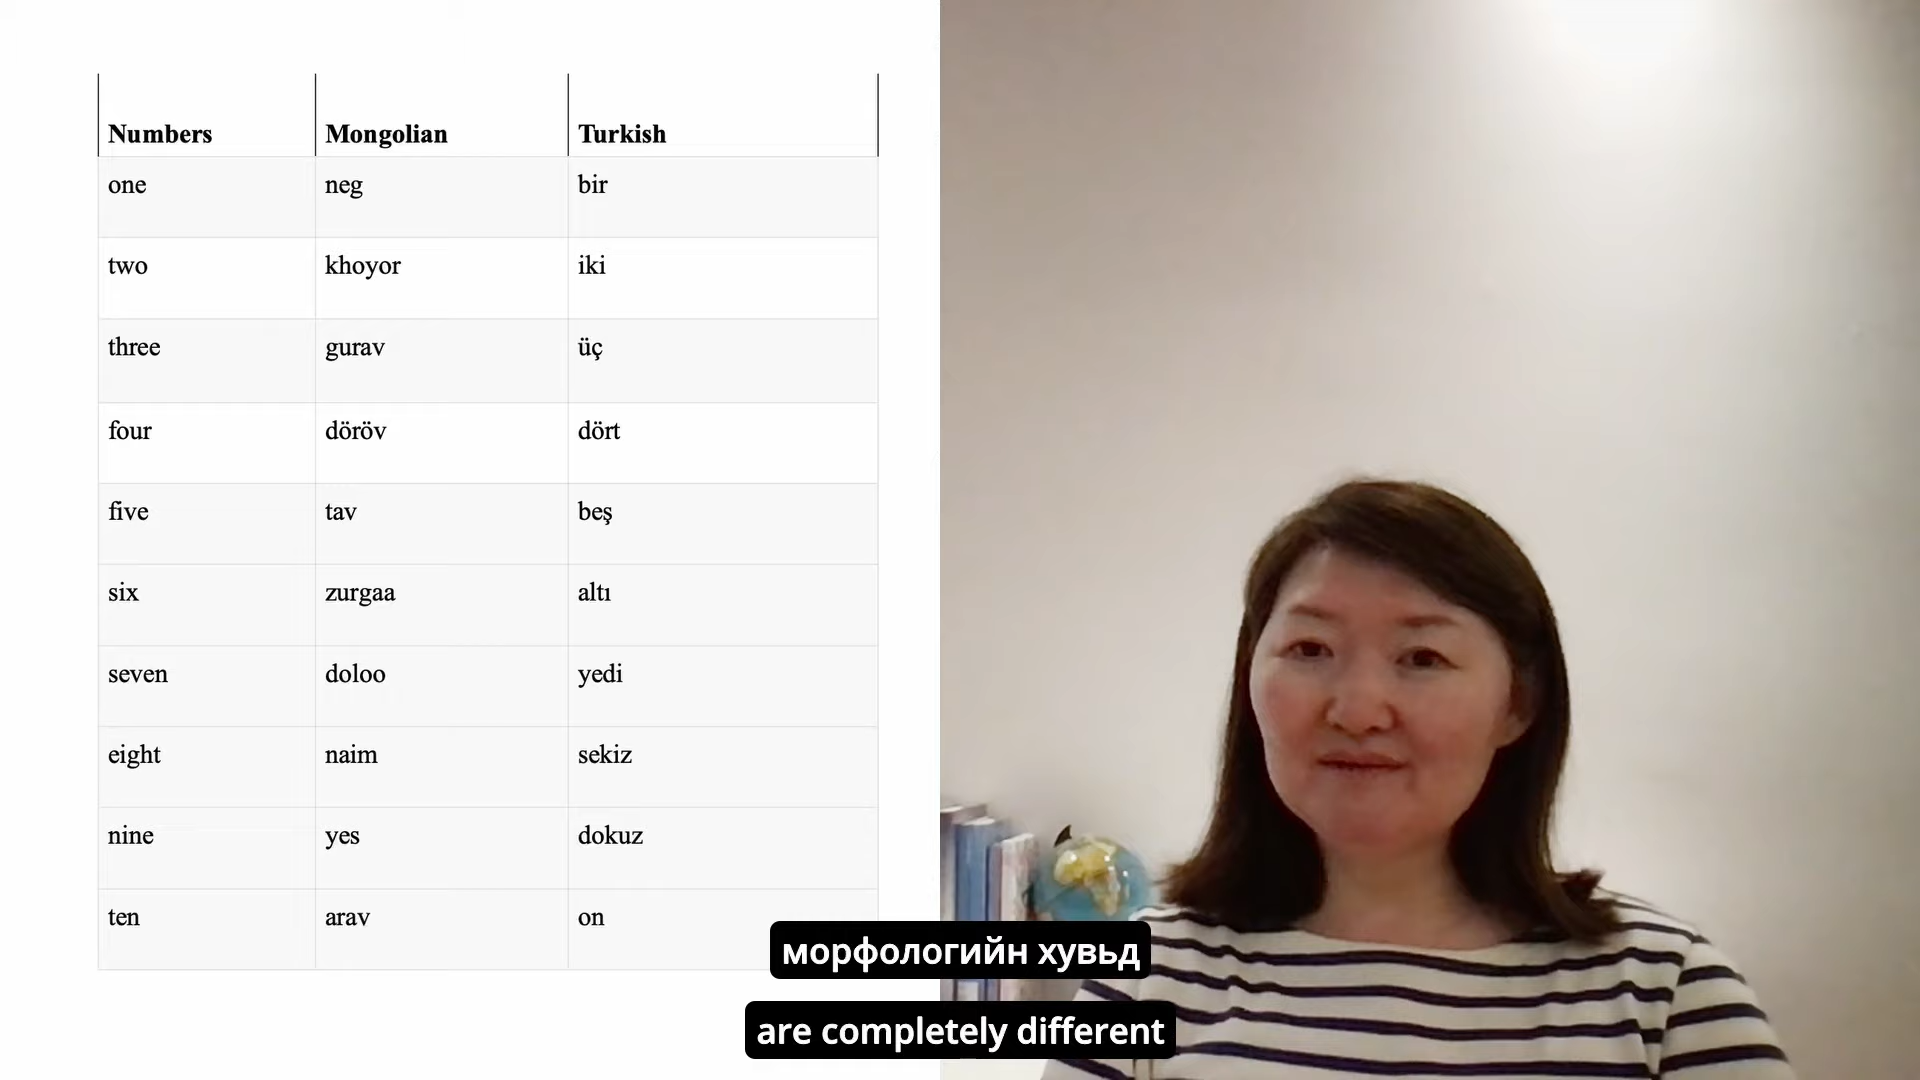 Numbers Mongolian Turkish
one neg bir
two khoyor iki
three gurav üç
four döröv dört
five tav beş
six zurgaa altı
seven doloo yedi
eight naim sekiz
nine yes dokuz
ten arav on
морфологийн хувьд
are completely different